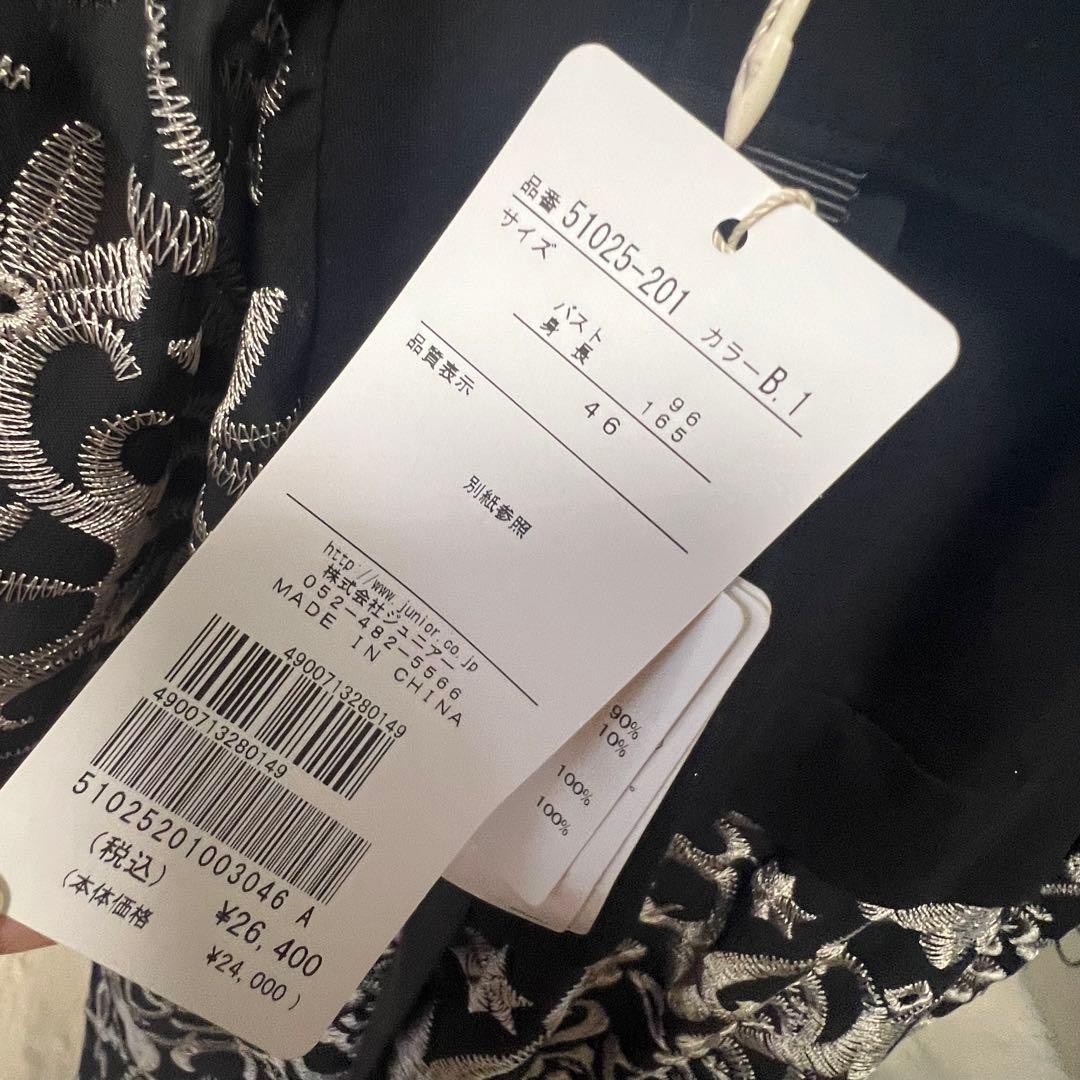 品番 51025-201 カラーB.1
サイズ
バスト 96
身長 165
46
品質表示
別紙参照
http://www.junior.co.jp
株式会社ジュニアー
052-482-5566
MADE IN CHINA
4900713280149
4900713280149
51025201003046 A
(税込) ¥26,400
(本体価格 ¥24,000)
90%
10%
100%
100%